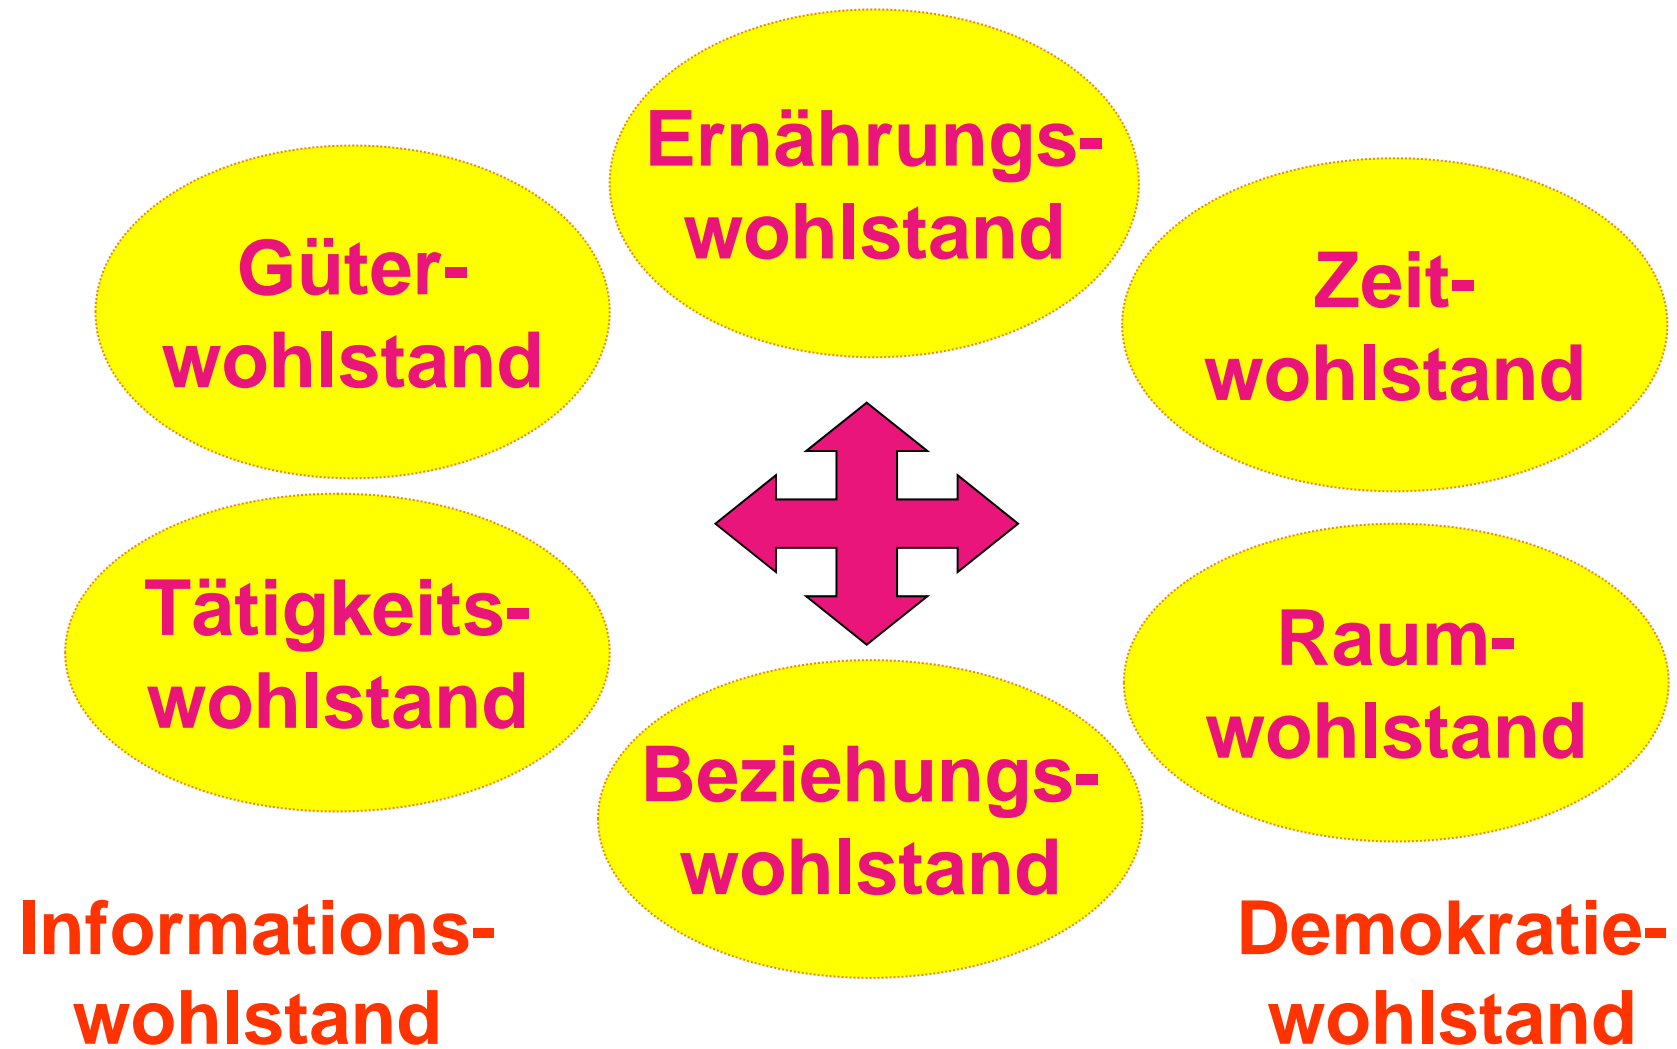 Ernährungs-
wohlstand
Güter-
wohlstand
Zeit-
wohlstand
Tätigkeits-
wohlstand
Raum-
wohlstand
Beziehungs-
wohlstand
Informations-
wohlstand
Demokratie-
wohlstand